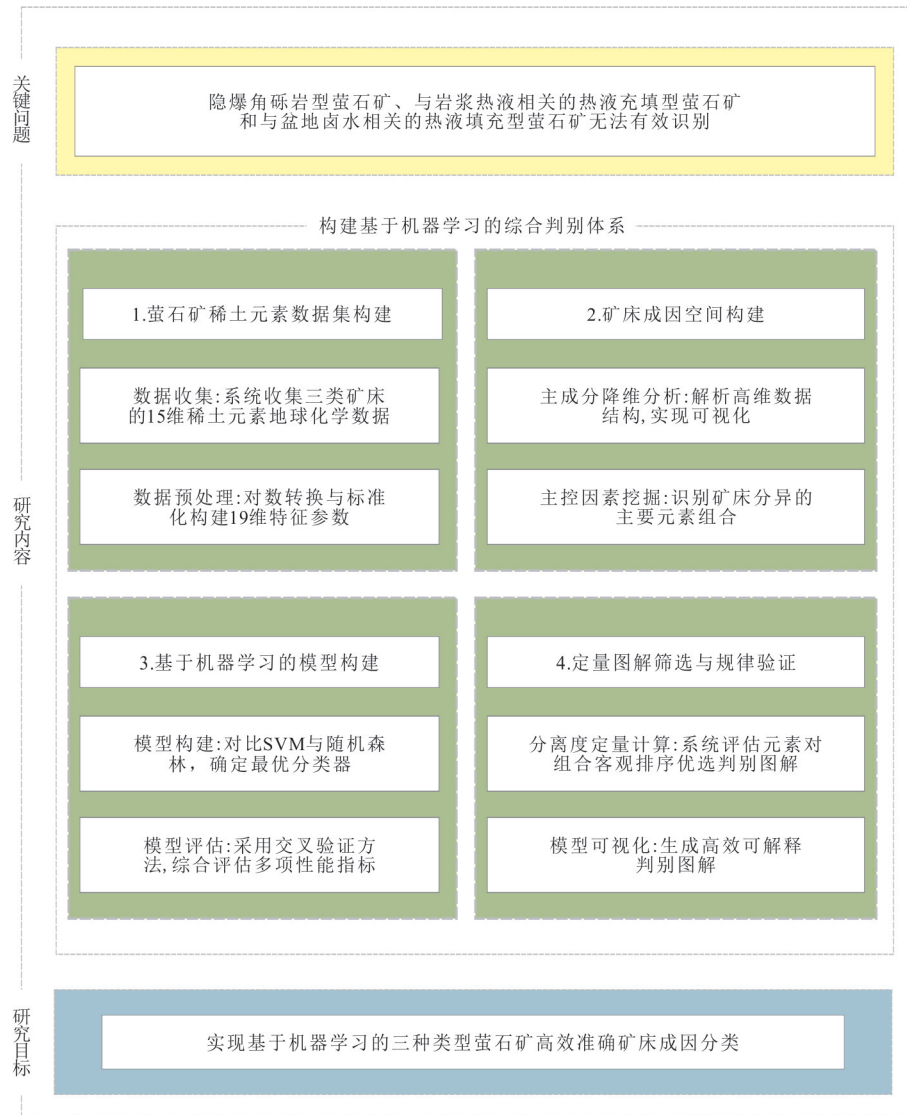 关键问题
隐爆角砾岩型萤石矿、与岩浆热液相关的热液充填型萤石矿
和与盆地卤水相关的热液填充型萤石矿无法有效识别
研究内容
构建基于机器学习的综合判别体系
1.萤石矿稀土元素数据集构建
数据收集:系统收集三类矿床
的15维稀土元素地球化学数据
数据预处理:对数转换与标准
化构建19维特征参数
2.矿床成因空间构建
主成分降维分析:解析高维数据
结构,实现可视化
主控因素挖掘:识别矿床分异的
主要元素组合
3.基于机器学习的模型构建
模型构建:对比SVM与随机森
林，确定最优分类器
模型评估:采用交叉验证方
法,综合评估多项性能指标
4.定量图解筛选与规律验证
分离度定量计算:系统评估元素对
组合客观排序优选判别图解
模型可视化:生成高效可解释
判别图解
研究目标
实现基于机器学习的三种类型萤石矿高效准确矿床成因分类